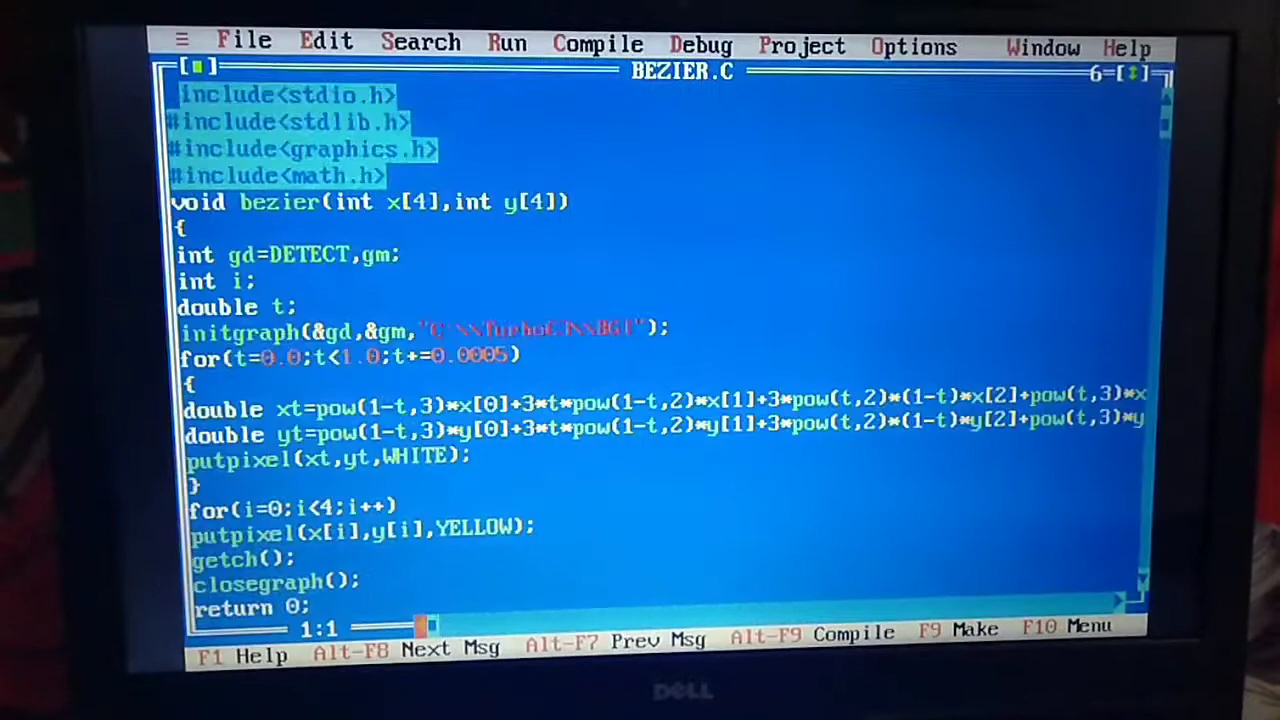 ≡ File Edit Search Run Compile Debug Project Options Window Help
[■] BEZIER.C 6=[↕]
include<stdio.h>
#include<stdlib.h>
#include<graphics.h>
#include<math.h>
void bezier(int x[4],int y[4])
{
int gd=DETECT,gm;
int i;
double t;
initgraph(&gd,&gm,"C:\\TurboC3\\BGI");
for(t=0.0;t<1.0;t+=0.0005)
{
double xt=pow(1-t,3)*x[0]+3*t*pow(1-t,2)*x[1]+3*pow(t,2)*(1-t)*x[2]+pow(t,3)*x
double yt=pow(1-t,3)*y[0]+3*t*pow(1-t,2)*y[1]+3*pow(t,2)*(1-t)*y[2]+pow(t,3)*y
putpixel(xt,yt,WHITE);
}
for(i=0;i<4;i++)
putpixel(x[i],y[i],YELLOW);
getch();
closegraph();
return 0;
1:1
F1 Help Alt-F8 Next Msg Alt-F7 Prev Msg Alt-F9 Compile F9 Make F10 Menu
DELL